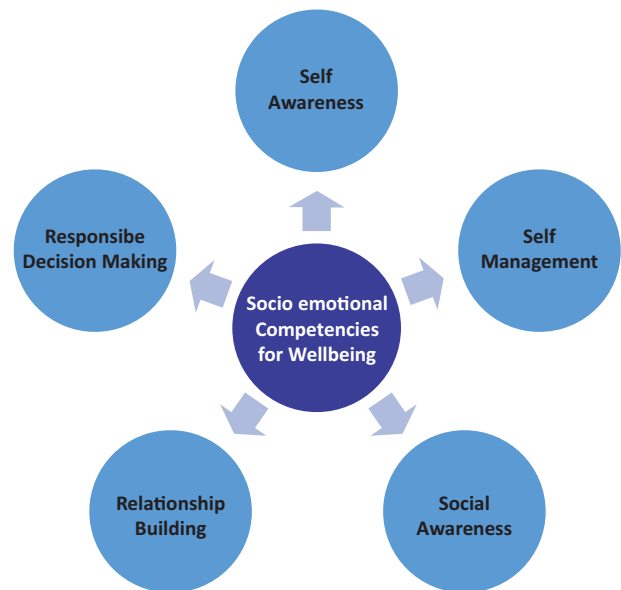 Self
Awareness
Responsibe
Decision Making
Self
Management
Socio emotional
Competencies
for Wellbeing
Relationship
Building
Social
Awareness